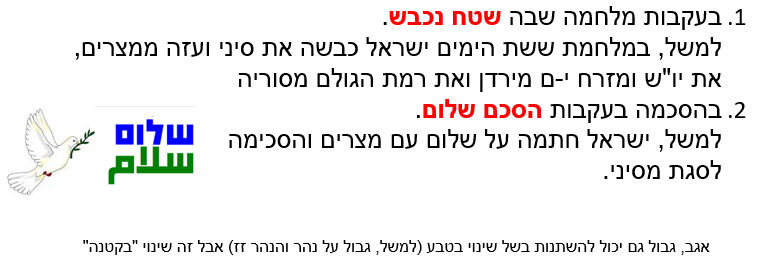 1. בעקבות מלחמה שבה שטח נכבש.
למשל, במלחמת ששת הימים ישראל כבשה את סיני ועזה ממצרים,
את יו"ש ומזרח י-ם מירדן ואת רמת הגולם מסוריה
2. בהסכמה בעקבות הסכם שלום.
למשל, ישראל חתמה על שלום עם מצרים והסכימה
לסגת מסיני.
שלום
سلام
אגב, גבול גם יכול להשתנות בשל שינוי בטבע (למשל, גבול על נהר והנהר זז) אבל זה שינוי "בקטנה"